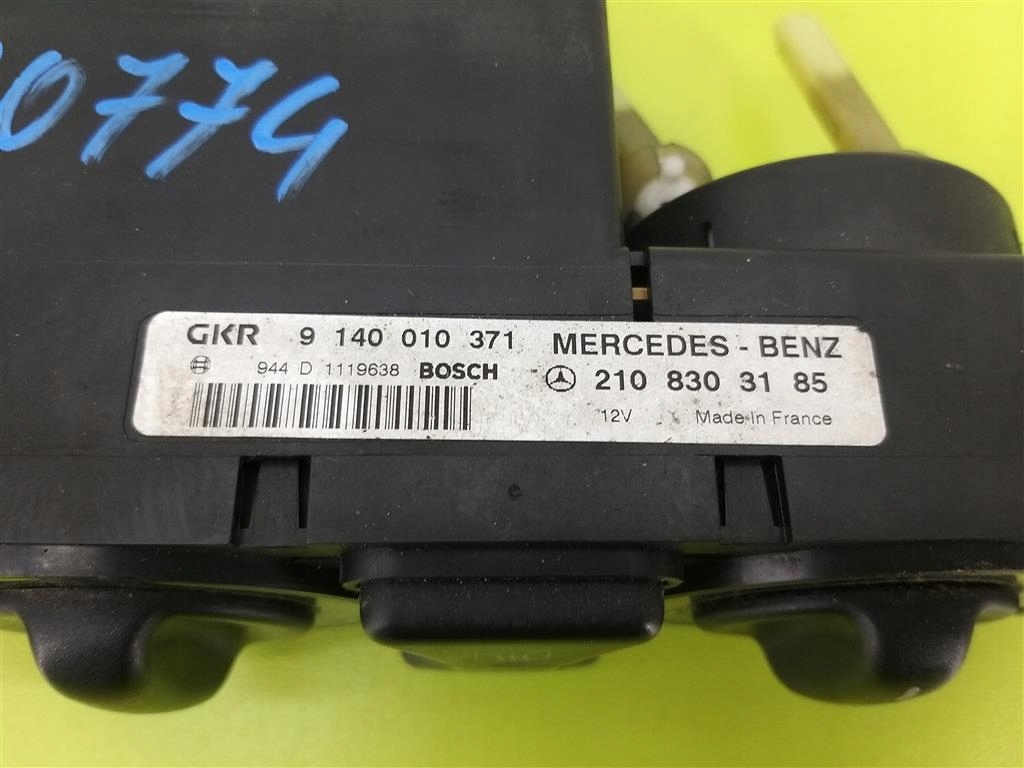 0774
GKR 9 140 010 371 MERCEDES - BENZ
944 D 1119638 BOSCH 210 830 31 85
12V Made In France